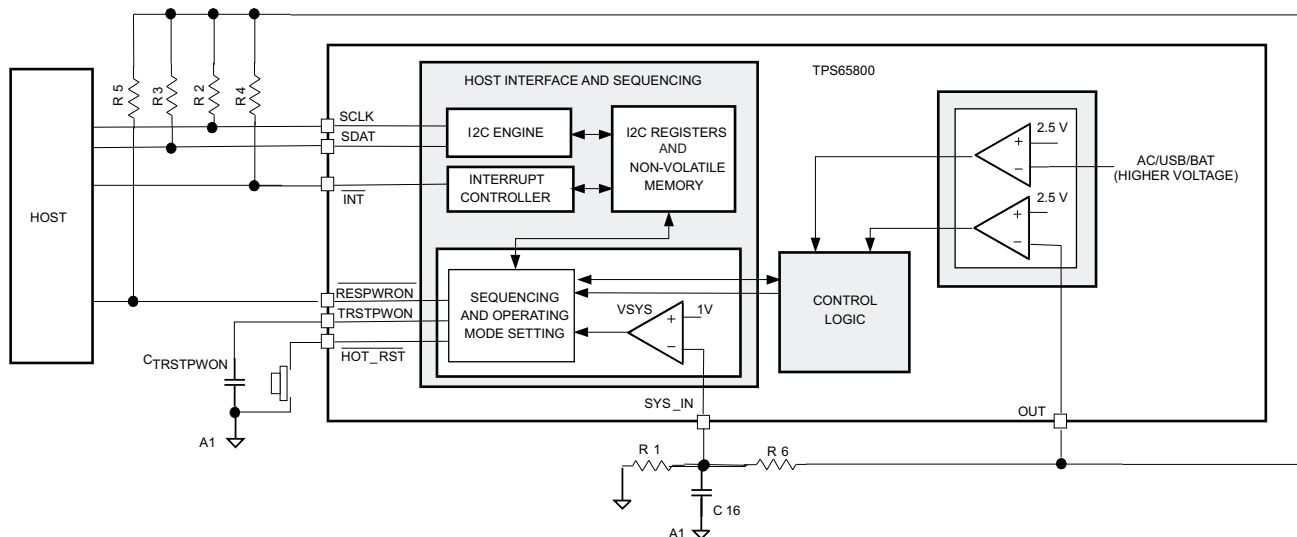 R 5
R 3
R 2
R 4
HOST
SCLK
SDAT
INT
RESPWRON
TRSTPWON
HOT_RST
CTRSTPWON
A1
HOST INTERFACE AND SEQUENCING
I2C ENGINE
INTERRUPT
CONTROLLER
I2C REGISTERS
AND
NON-VOLATILE
MEMORY
SEQUENCING
AND OPERATING
MODE SETTING
VSYS
+
−
1V
SYS_IN
TPS65800
CONTROL
LOGIC
2.5 V
+
−
2.5 V
+
−
AC/USB/BAT
(HIGHER VOLTAGE)
OUT
R 1
R 6
C 16
A1